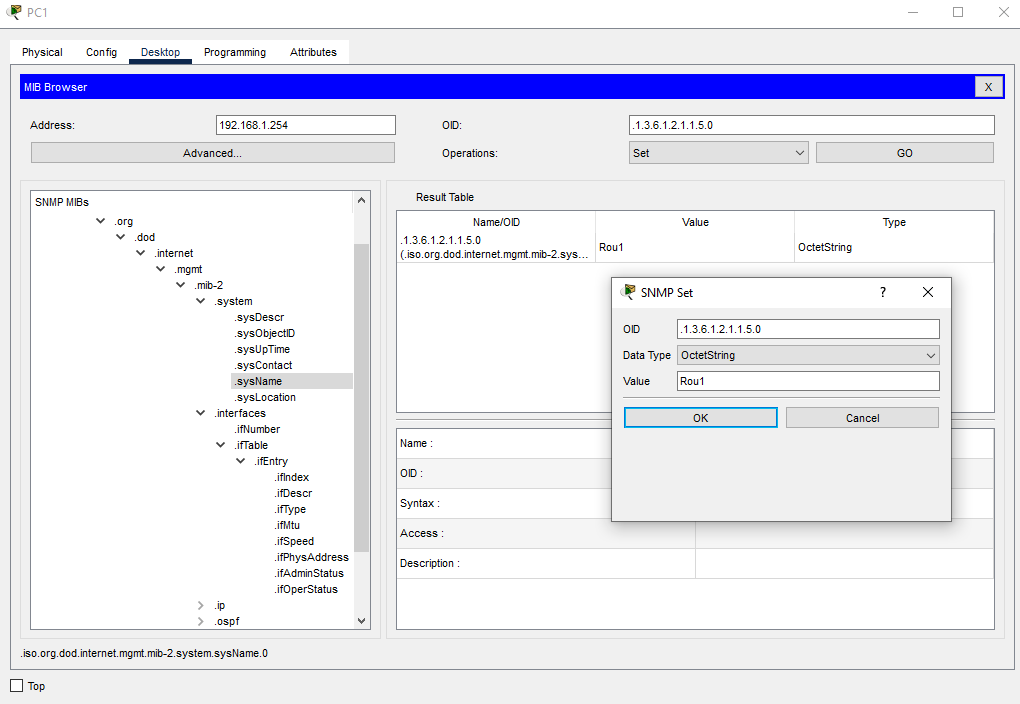 PC1
Physical Config Desktop Programming Attributes
MIB Browser X
Address: 192.168.1.254 OID: .1.3.6.1.2.1.1.5.0
Advanced... Operations: Set GO
SNMP MIBs
.org
.dod
.internet
.mgmt
.mib-2
.system
.sysDescr
.sysObjectID
.sysUpTime
.sysContact
.sysName
.sysLocation
.interfaces
.ifNumber
.ifTable
.ifEntry
.ifIndex
.ifDescr
.ifType
.ifMtu
.ifSpeed
.ifPhysAddress
.ifAdminStatus
.ifOperStatus
.ip
.ospf
Result Table
Name/OID Value Type
.1.3.6.1.2.1.1.5.0
(.iso.org.dod.internet.mgmt.mib-2.sys... Rou1 OctetString
SNMP Set ?
OID .1.3.6.1.2.1.1.5.0
Data Type OctetString
Value Rou1
OK Cancel
Name :
OID :
Syntax :
Access :
Description :
.iso.org.dod.internet.mgmt.mib-2.system.sysName.0
Top